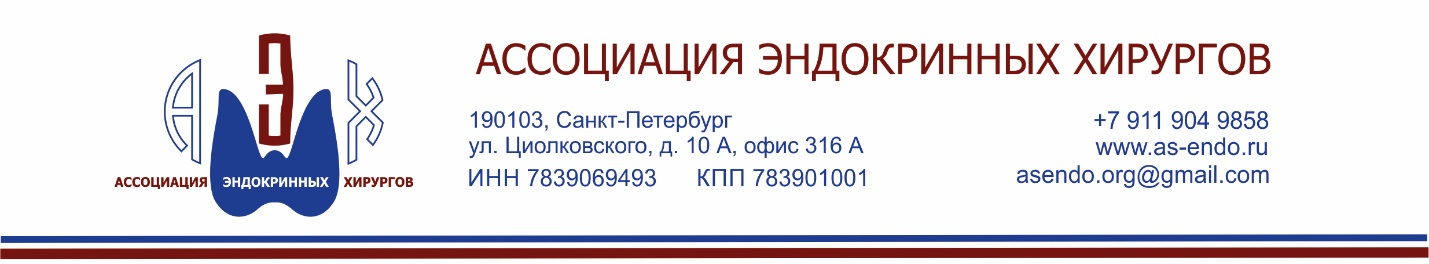 А Э Х
АССОЦИАЦИЯ ЭНДОКРИННЫХ ХИРУРГОВ
АССОЦИАЦИЯ ЭНДОКРИННЫХ ХИРУРГОВ
190103, Санкт-Петербург
ул. Циолковского, д. 10 А, офис 316 А
ИНН 7839069493 КПП 783901001
+7 911 904 9858
www.as-endo.ru
asendo.org@gmail.com